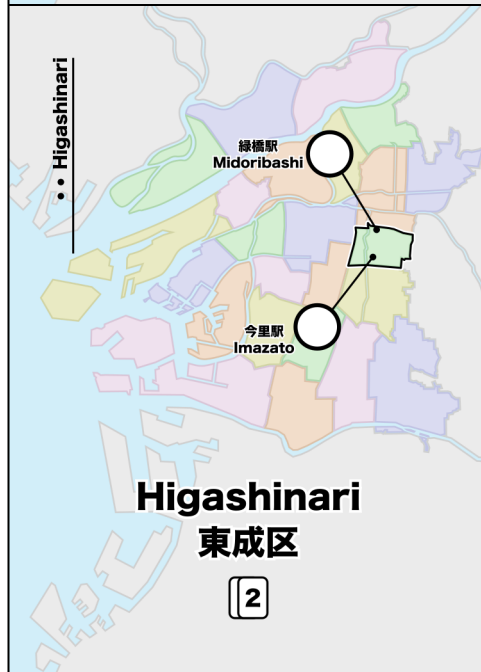 • • Higashinari
緑橋駅
Midoribashi
今里駅
Imazato
Higashinari
東成区
2